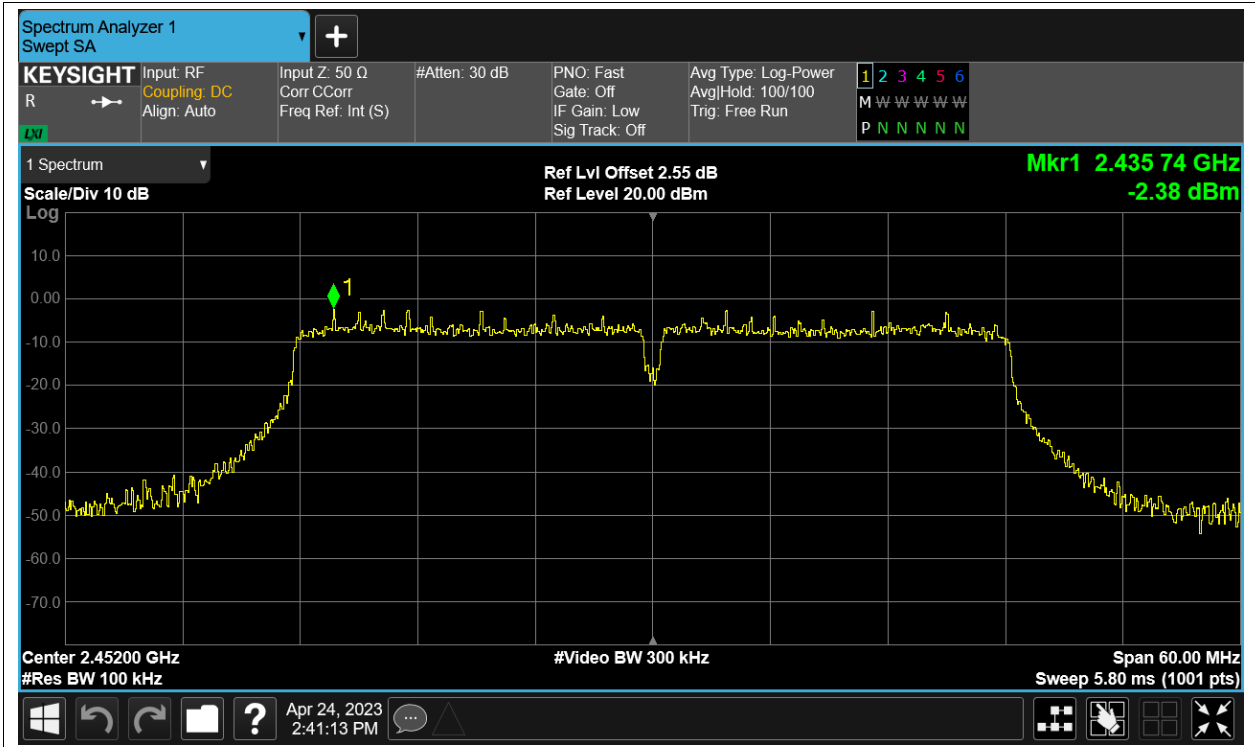 Spectrum Analyzer 1
Swept SA
+
KEYSIGHT
R
LXI
Input: RF
Coupling: DC
Align: Auto
Input Z: 50 Ω
Corr CCorr
Freq Ref: Int (S)
#Atten: 30 dB
PNO: Fast
Gate: Off
IF Gain: Low
Sig Track: Off
Avg Type: Log-Power
Avg|Hold: 100/100
Trig: Free Run
1 2 3 4 5 6
M W W W W W
P N N N N N
1 Spectrum
Scale/Div 10 dB
Log
Ref Lvl Offset 2.55 dB
Ref Level 20.00 dBm
Mkr1 2.435 74 GHz
-2.38 dBm
10.0
0.00
-10.0
-20.0
-30.0
-40.0
-50.0
-60.0
-70.0
1
Center 2.45200 GHz
#Res BW 100 kHz
#Video BW 300 kHz
Span 60.00 MHz
Sweep 5.80 ms (1001 pts)
?
Apr 24, 2023
2:41:13 PM